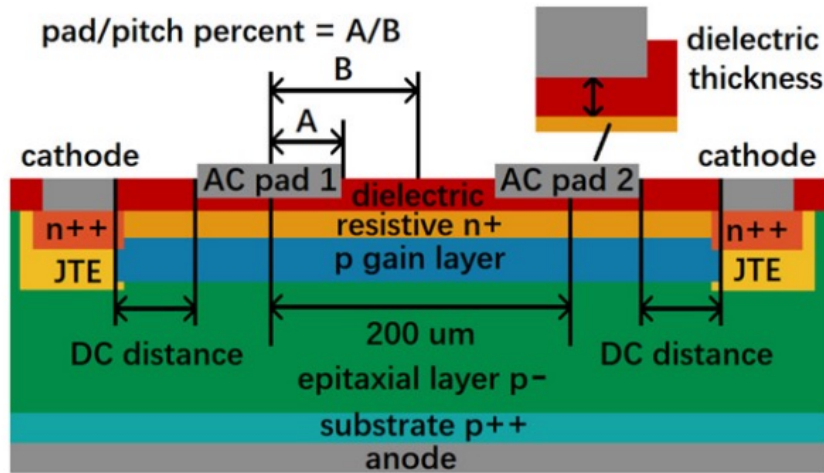 pad/pitch percent = A/B
dielectric
thickness
B
A
cathode
cathode
AC pad 1
AC pad 2
dielectric
n++
resistive n+
n++
JTE
p gain layer
JTE
DC distance
200 um
DC distance
epitaxial layer p-
substrate p++
anode